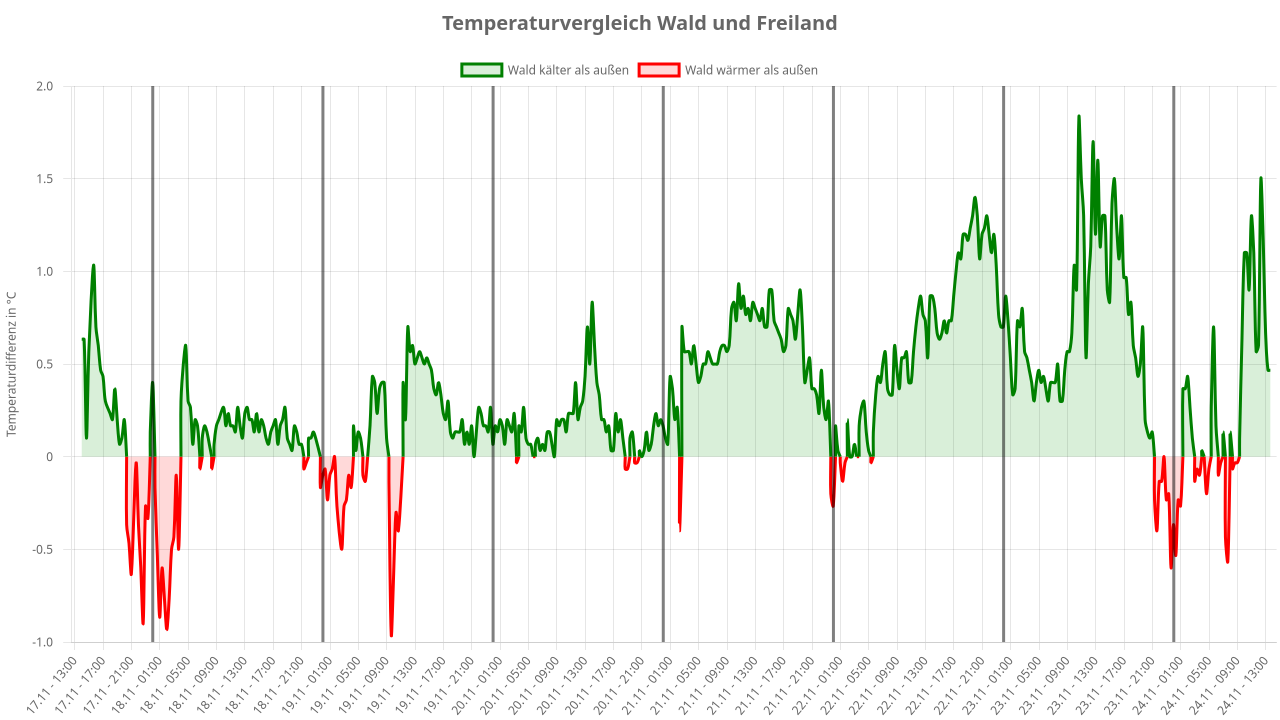 Temperaturvergleich Wald und Freiland
Wald kälter als außen
Wald wärmer als außen
Temperaturdifferenz in °C
2.0
1.5
1.0
0.5
0
-0.5
-1.0
17.11 - 13:00
17.11 - 17:00
17.11 - 21:00
18.11 - 01:00
18.11 - 05:00
18.11 - 09:00
18.11 - 13:00
18.11 - 17:00
18.11 - 21:00
19.11 - 01:00
19.11 - 05:00
19.11 - 09:00
19.11 - 13:00
19.11 - 17:00
19.11 - 21:00
20.11 - 01:00
20.11 - 05:00
20.11 - 09:00
20.11 - 13:00
20.11 - 17:00
20.11 - 21:00
21.11 - 01:00
21.11 - 05:00
21.11 - 09:00
21.11 - 13:00
21.11 - 17:00
21.11 - 21:00
22.11 - 01:00
22.11 - 05:00
22.11 - 09:00
22.11 - 13:00
22.11 - 17:00
22.11 - 21:00
23.11 - 01:00
23.11 - 05:00
23.11 - 09:00
23.11 - 13:00
23.11 - 17:00
23.11 - 21:00
24.11 - 01:00
24.11 - 05:00
24.11 - 09:00
24.11 - 13:00